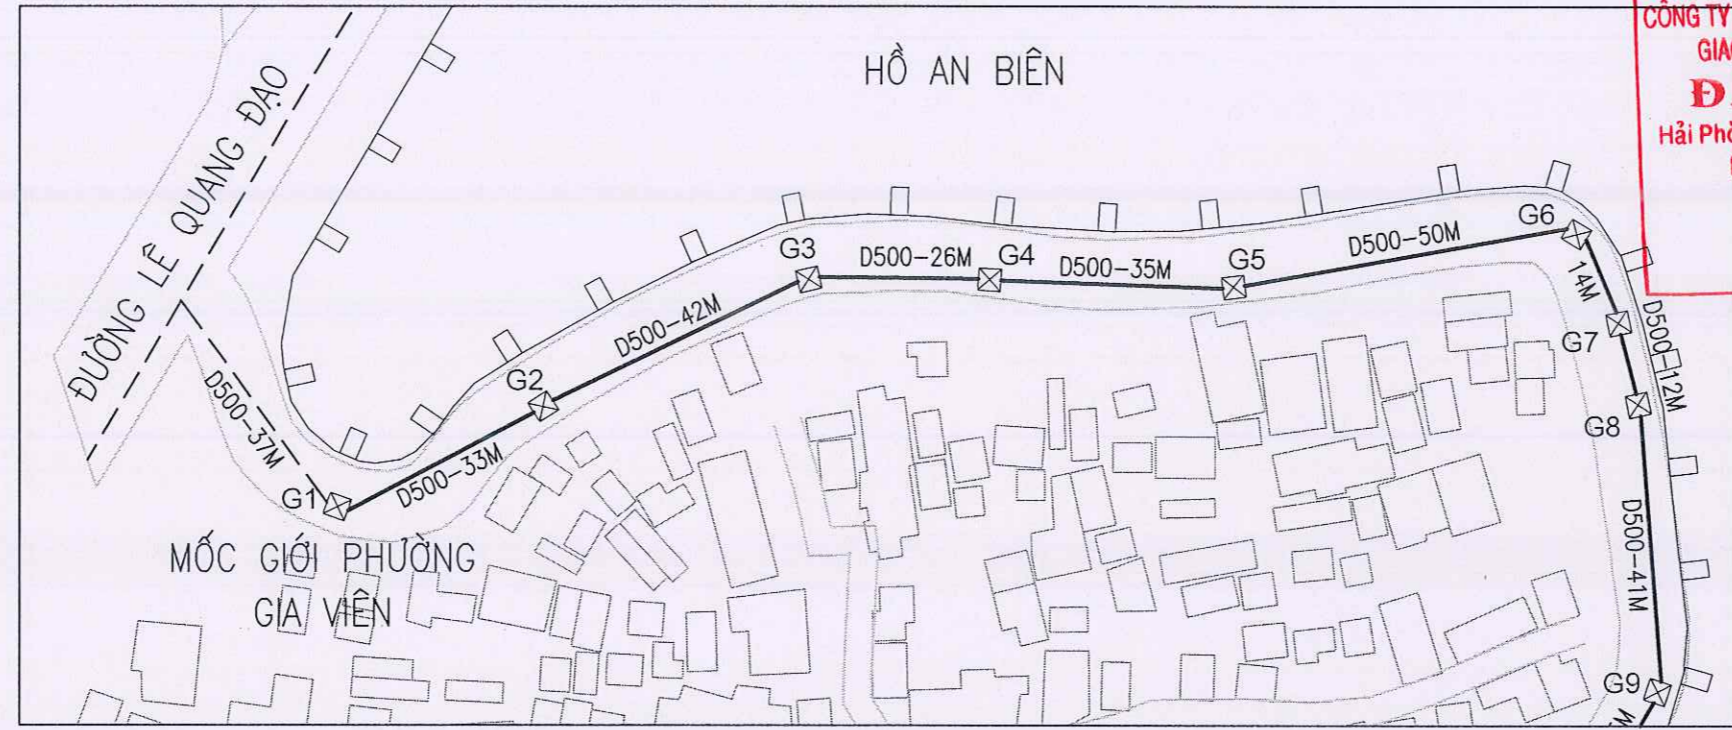 CÔNG TY
HỒ AN BIÊN
Hải Phò
ĐƯỜNG LÊ QUANG ĐẠO
G6
G3
D500-26M
G4
D500-35M
G5
D500-50M
14M
D500-42M
G7
D500-12M
G2
D500-37M
G8
D500-33M
G1
D500-41M
MỐC GIỚI PHƯỜNG
GIA VIÊN
G9